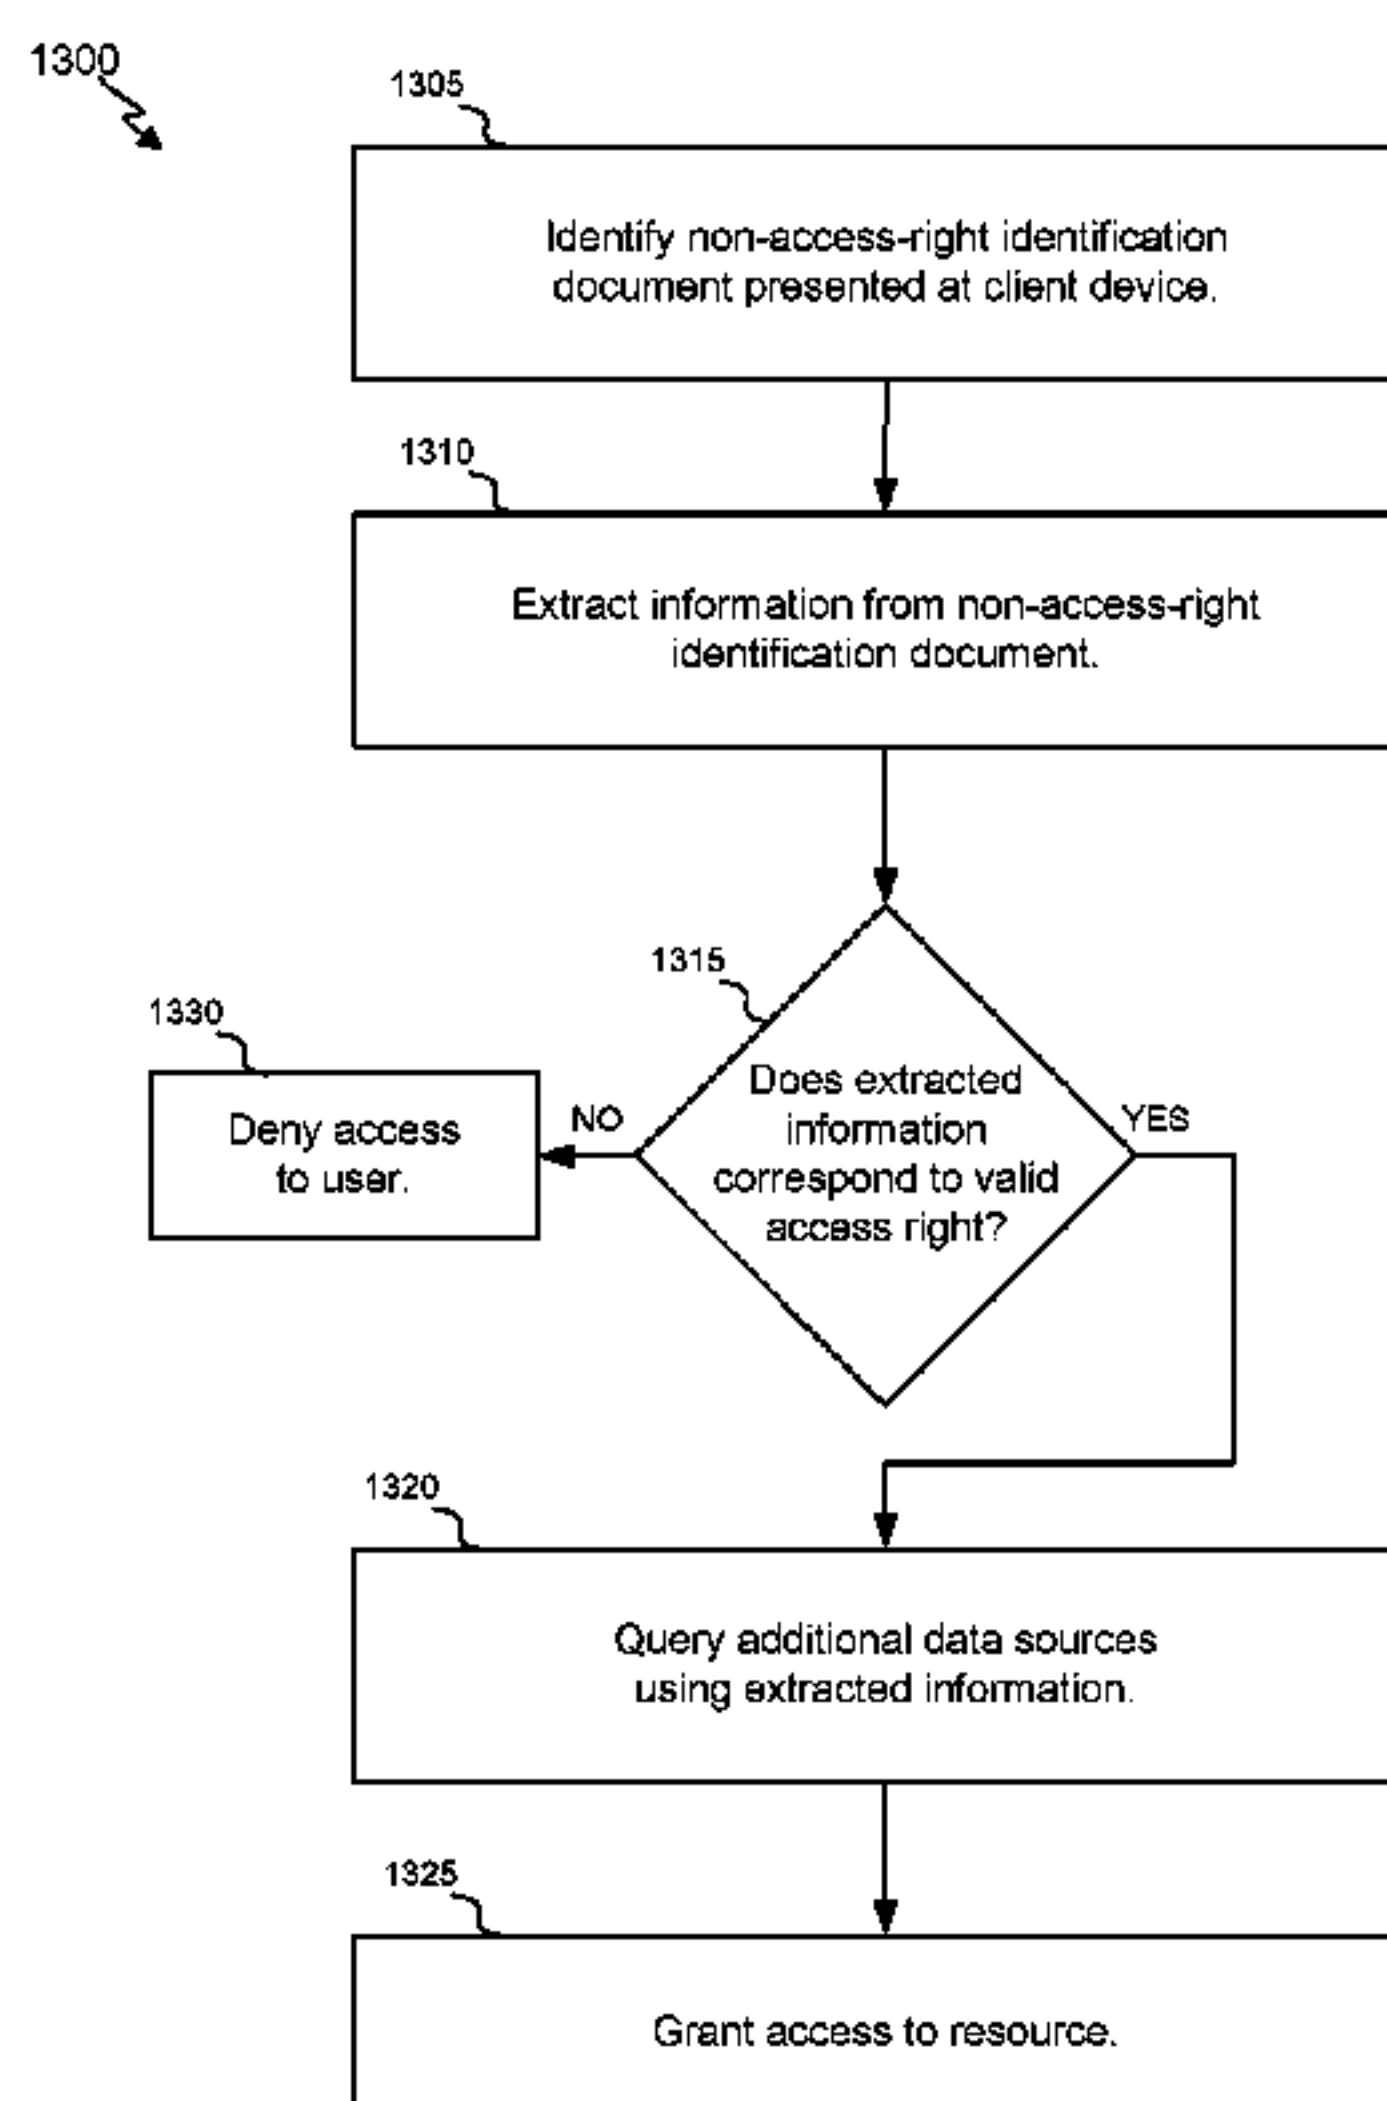 1300
1305
Identify non-access-right identification
document presented at client device.
1310
Extract information from non-access-right
identification document.
1315
Does extracted
information
correspond to valid
access right?
NO
YES
1330
Deny access
to user.
1320
Query additional data sources
using extracted information.
1325
Grant access to resource.